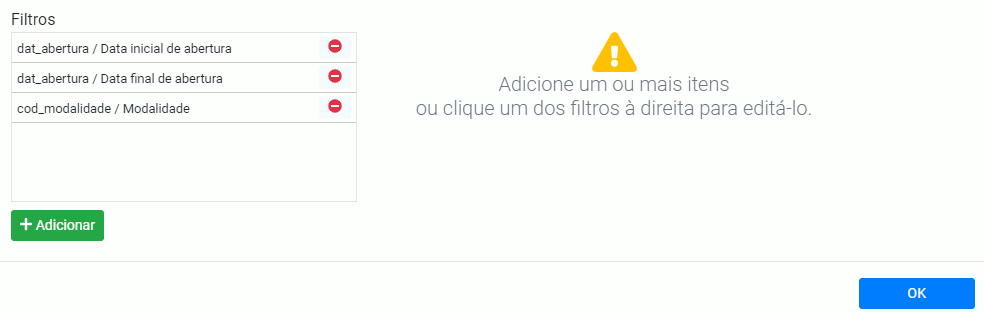 Filtros
dat_abertura / Data inicial de abertura
dat_abertura / Data final de abertura
cod_modalidade / Modalidade
Adicionar
Adicione um ou mais itens
ou clique um dos filtros à direita para editá-lo.
OK